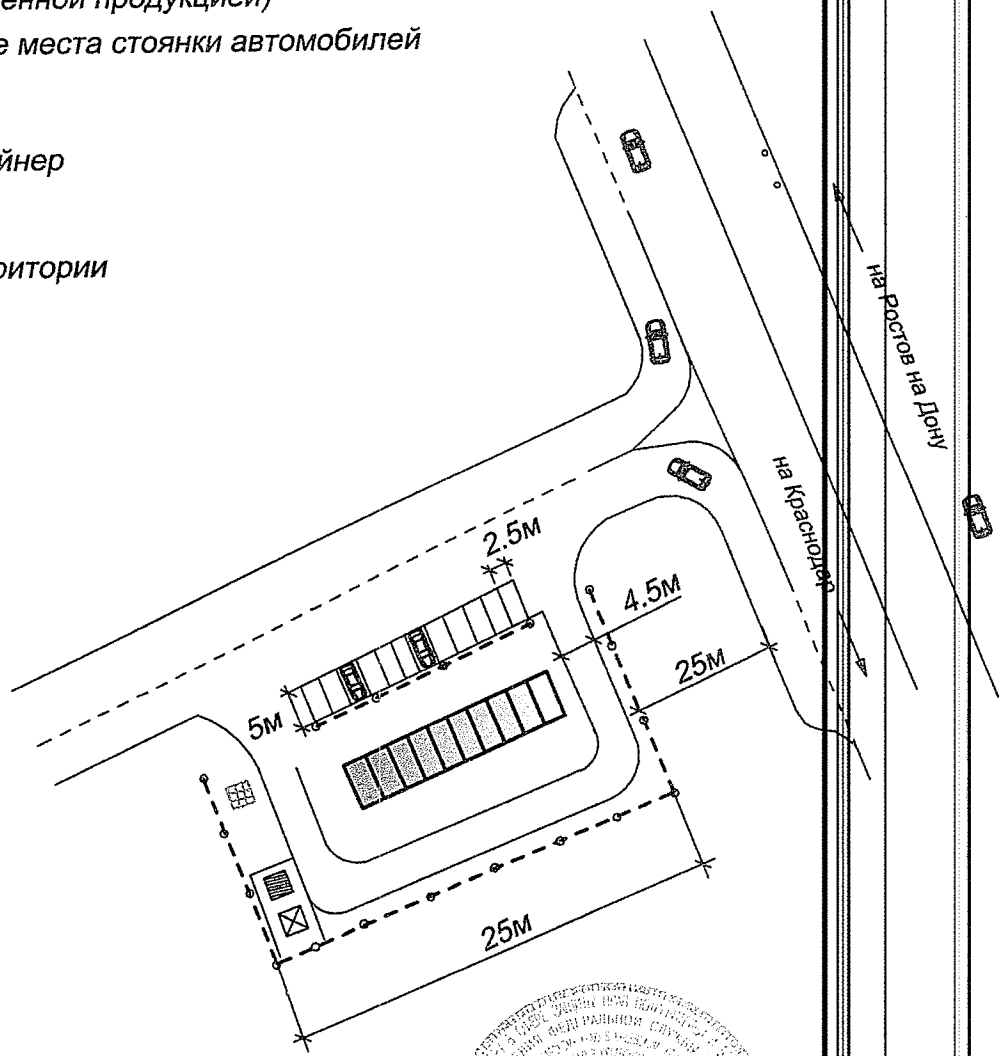 енной продукцией)
е места стоянки автомобилей
йнер
ритории
на Ростов на Дону
на Краснодар
2.5м
4.5м
25м
5м
25м
ФЕДЕРАЛЬНОЙ